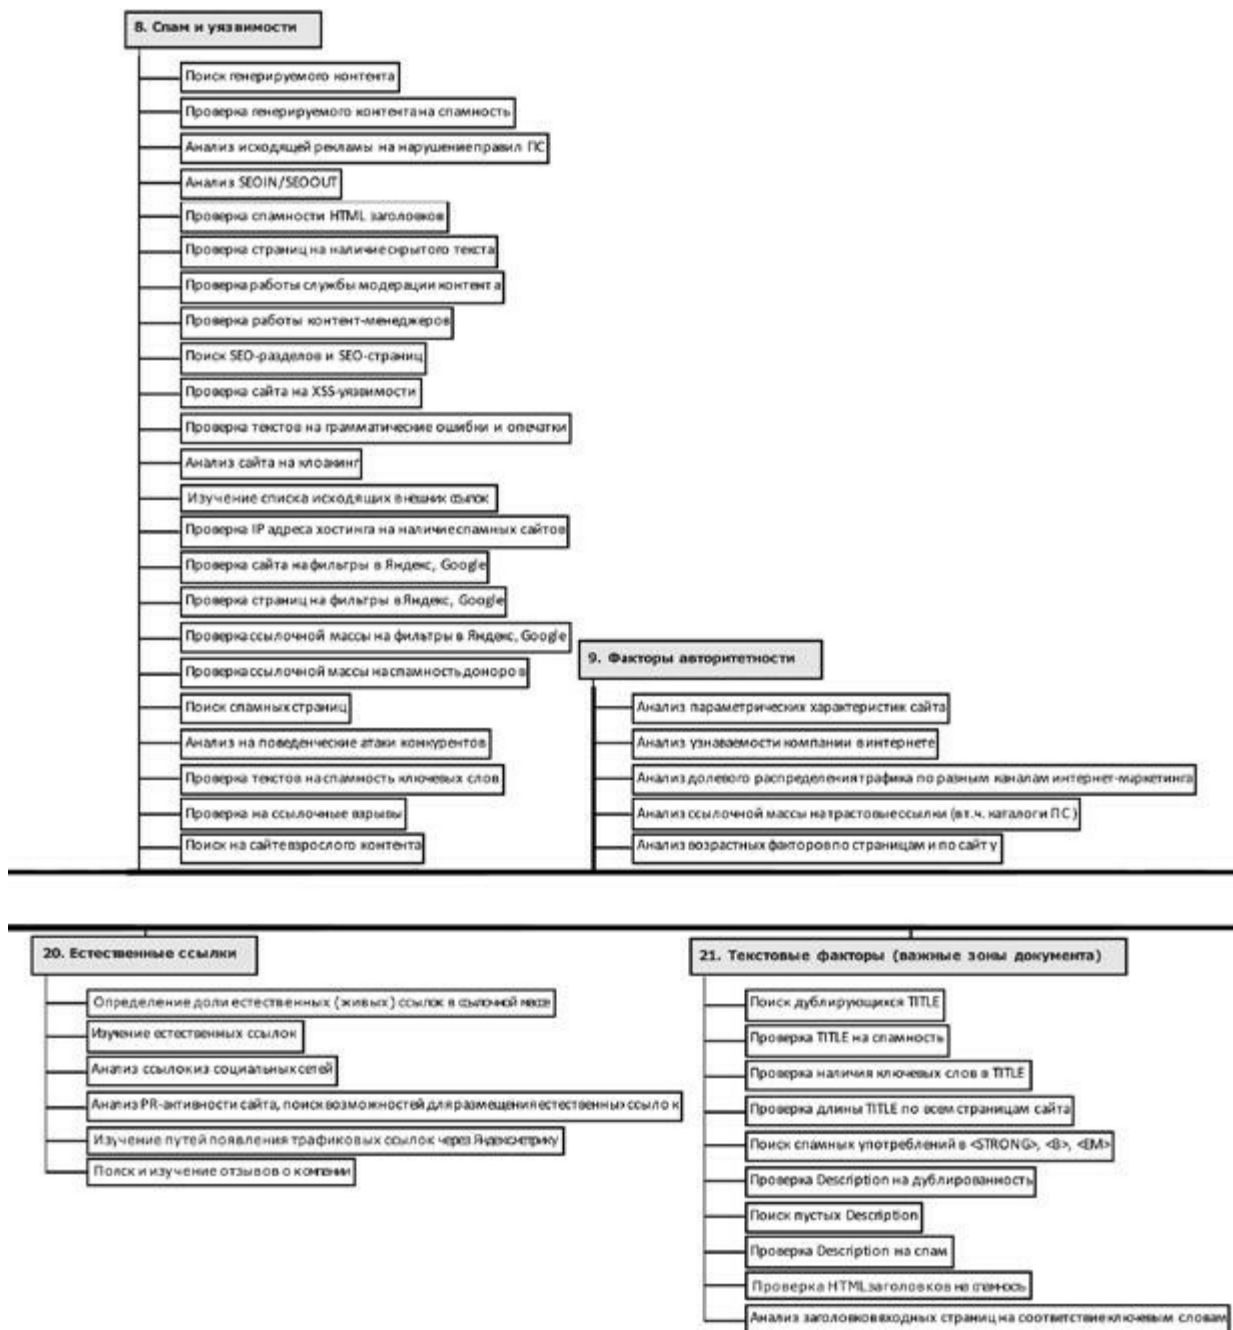 8. Спам и уязвимости
Поиск генерируемого контента
Проверка генерируемого контента на спамность
Анализ исходящей рекламы на нарушение правил ПС
Анализ SEOIN/SEOOUT
Проверка спамности HTML заголовков
Проверка страниц на наличие скрытого текста
Проверка работы службы модерации контента
Проверка работы контент-менеджеров
Поиск SEO-разделов и SEO-страниц
Проверка сайта на XSS-уязвимости
Проверка текстов на грамматические ошибки и опечатки
Анализ сайта на клоакинг
Изучение списка исходящих внешних ссылок
Проверка IP адреса хостинга на наличие спамных сайтов
Проверка сайта на фильтры в Яндекс, Google
Проверка страниц на фильтры в Яндекс, Google
Проверка ссылочной массы на фильтры в Яндекс, Google
Проверка ссылочной массы на спамность доноров
Поиск спамных страниц
Анализ на поведенческие атаки конкурентов
Проверка текстов на спамность ключевых слов
Проверка на ссылочные взрывы
Поиск на сайте взрослого контента
9. Факторы авторитетности
Анализ параметрических характеристик сайта
Анализ узнаваемости компании в интернете
Анализ долевого распределения трафика по разным каналам интернет-маркетинга
Анализ ссылочной массы на трастовые ссылки (в т.ч. каталоги ПС)
Анализ возрастных факторов по страницам и по сайту
20. Естественные ссылки
Определение доли естественных (живых) ссылок в ссылочной массе
Изучение естественных ссылок
Анализ ссылок из социальных сетей
Анализ PR-активности сайта, поиск возможностей для размещения естественных ссылок
Изучение путей появления трафиковых ссылок через Яндексметрику
Поиск и изучение отзывов о компании
21. Текстовые факторы (важные зоны документа)
Поиск дублирующихся TITLE
Проверка TITLE на спамность
Проверка наличия ключевых слов в TITLE
Проверка длины TITLE по всем страницам сайта
Поиск спамных употреблений в <STRONG>, <B>, <EM>
Проверка Description на дублированность
Поиск пустых Description
Проверка Description на спам
Проверка HTML заголовков на спамность
Анализ заголовков входных страниц на соответствие ключевым словам